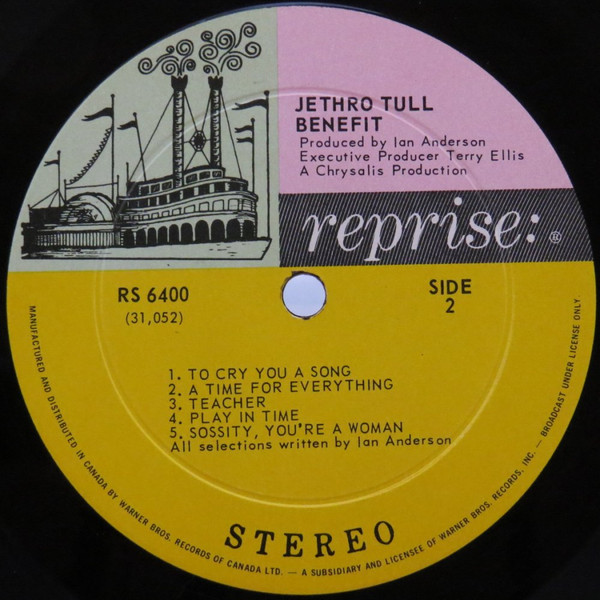 JETHRO TULL
BENEFIT
Produced by Ian Anderson
Executive Producer Terry Ellis
A Chrysalis Production
reprise: ®
RS 6400
(31,052)
SIDE
2
1. TO CRY YOU A SONG
2. A TIME FOR EVERYTHING
3. TEACHER
4. PLAY IN TIME
5. SOSSITY, YOU'RE A WOMAN
All selections written by Ian Anderson
STEREO
MANUFACTURED AND DISTRIBUTED IN CANADA BY WARNER BROS. RECORDS OF CANADA LTD. — A SUBSIDIARY AND LICENSEE OF WARNER BROS. RECORDS, INC. — BROADCAST UNDER LICENSE ONLY.